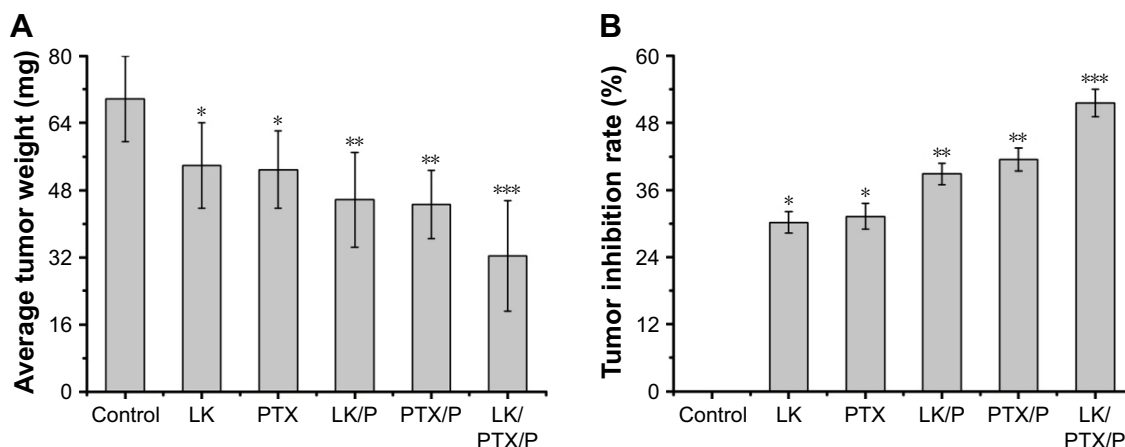 A
Average tumor weight (mg)
80
64
48
32
16
0
*
*
**
**
***
Control
LK
PTX
LK/P
PTX/P
LK/
PTX/P
B
Tumor inhibition rate (%)
60
48
36
24
12
0
*
*
**
**
***
Control
LK
PTX
LK/P
PTX/P
LK/
PTX/P